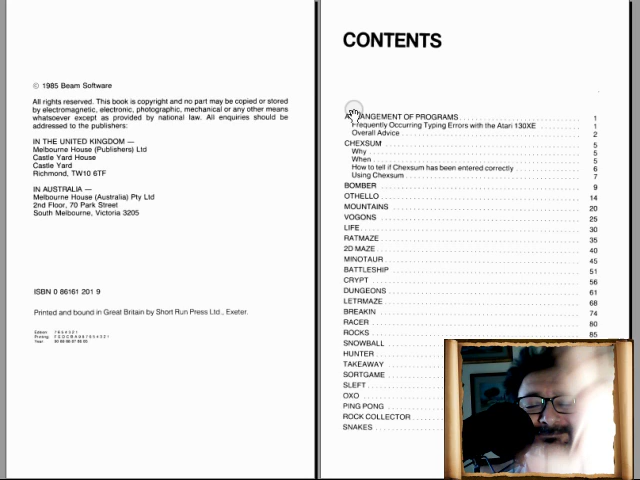 © 1985 Beam Software
All rights reserved. This book is copyright and no part may be copied or stored
by electromagnetic, electronic, photographic, mechanical or any other means
whatsoever except as provided by national law. All enquiries should be
addressed to the publishers:
IN THE UNITED KINGDOM —
Melbourne House (Publishers) Ltd
Castle Yard House
Castle Yard
Richmond, TW10 6TF
IN AUSTRALIA —
Melbourne House (Australia) Pty Ltd
2nd Floor, 70 Park Street
South Melbourne, Victoria 3205
ISBN 0 86161 201 9
Printed and bound in Great Britain by Short Run Press Ltd., Exeter.
CONTENTS
ARRANGEMENT OF PROGRAMS 1
Frequently Occurring Typing Errors with the Atari 130XE 1
Overall Advice 2
CHEXSUM 5
Why 5
When 5
How to tell if Chexsum has been entered correctly 6
Using Chexsum 7
BOMBER 9
OTHELLO 14
MOUNTAINS 20
VOGONS 25
LIFE 30
RATMAZE 35
2D MAZE 40
MINOTAUR 45
BATTLESHIP 51
CRYPT 56
DUNGEONS 61
LETRMAZE 68
BREAKIN 74
RACER 80
ROCKS 85
SNOWBALL
HUNTER
TAKEAWAY
SORTGAME
SLEFT
OXO
PING PONG
ROCK COLLECTOR
SNAKES